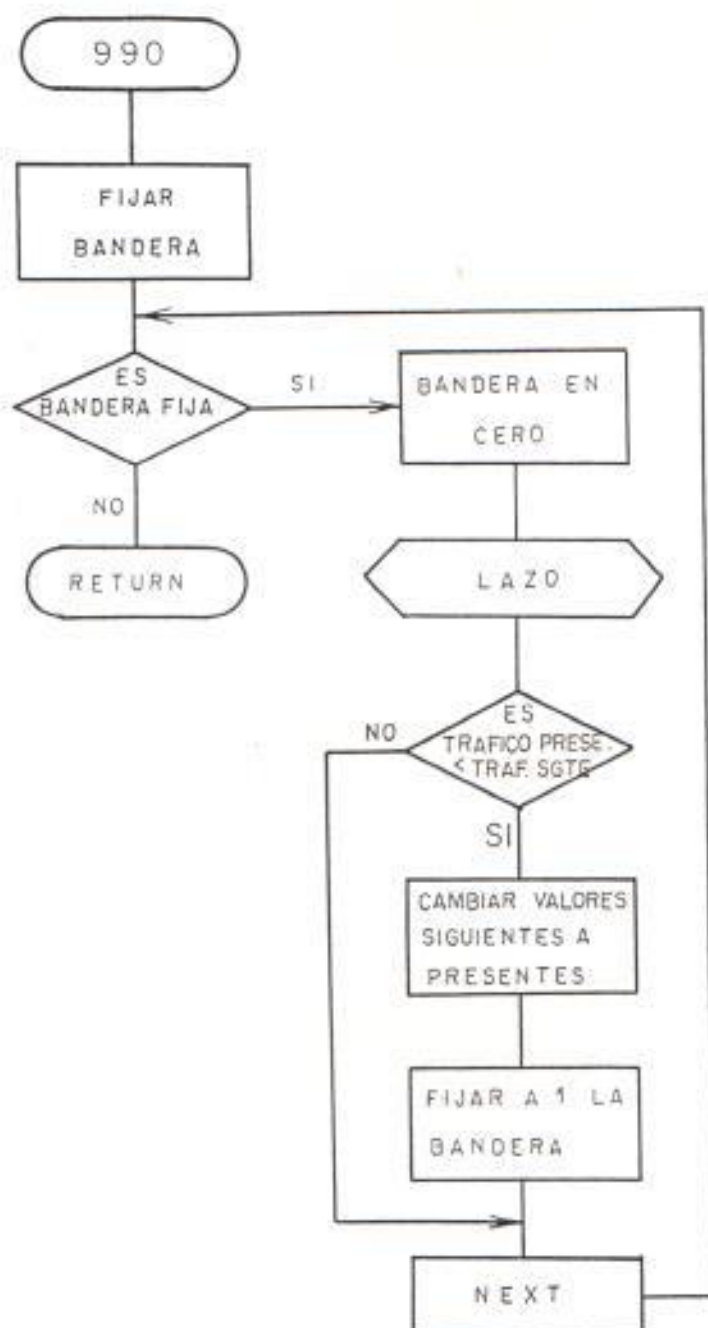 990
FIJAR
BANDERA
ES
BANDERA FIJA
SI
BANDERA EN
CERO
NO
RETURN
LAZO
ES
TRAFICO PRESE.
< TRAF. SGTE
NO
SI
CAMBIAR VALORES
SIGUIENTES A
PRESENTES
FIJAR A 1 LA
BANDERA
NEXT